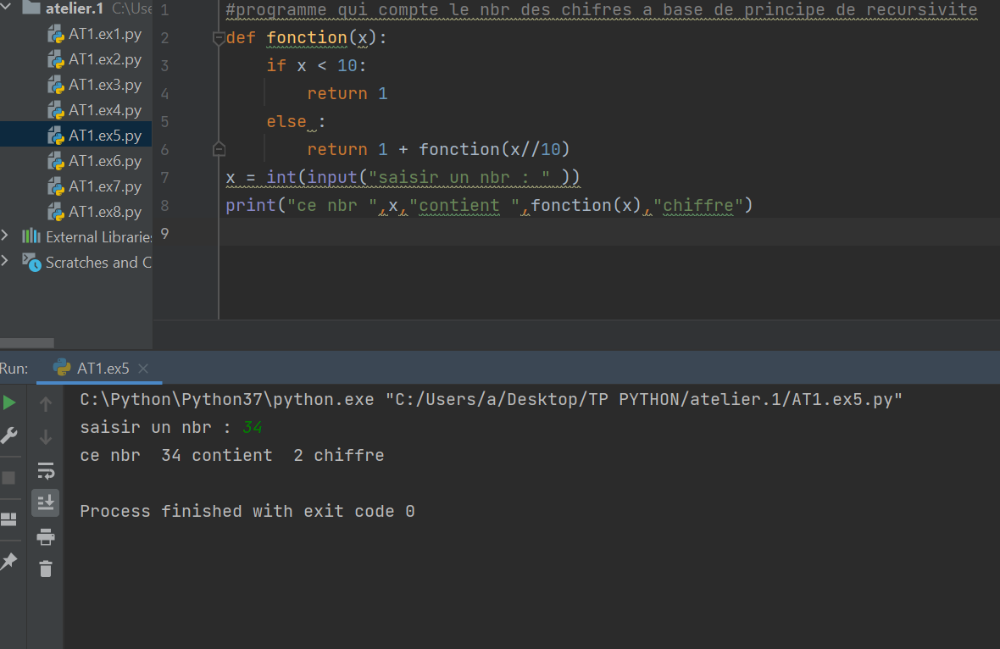 atelier.1 C:\Use
AT1.ex1.py
AT1.ex2.py
AT1.ex3.py
AT1.ex4.py
AT1.ex5.py
AT1.ex6.py
AT1.ex7.py
AT1.ex8.py
External Libraries
Scratches and C
1 #programme qui compte le nbr des chifres a base de principe de recursivite
2 def fonction(x):
3 if x < 10:
4 return 1
5 else :
6 return 1 + fonction(x//10)
7 x = int(input("saisir un nbr : " ))
8 print("ce nbr ",x,"contient ",fonction(x),"chiffre")
9
Run: AT1.ex5
C:\Python\Python37\python.exe "C:/Users/a/Desktop/TP PYTHON/atelier.1/AT1.ex5.py"
saisir un nbr : 34
ce nbr  34 contient  2 chiffre
Process finished with exit code 0